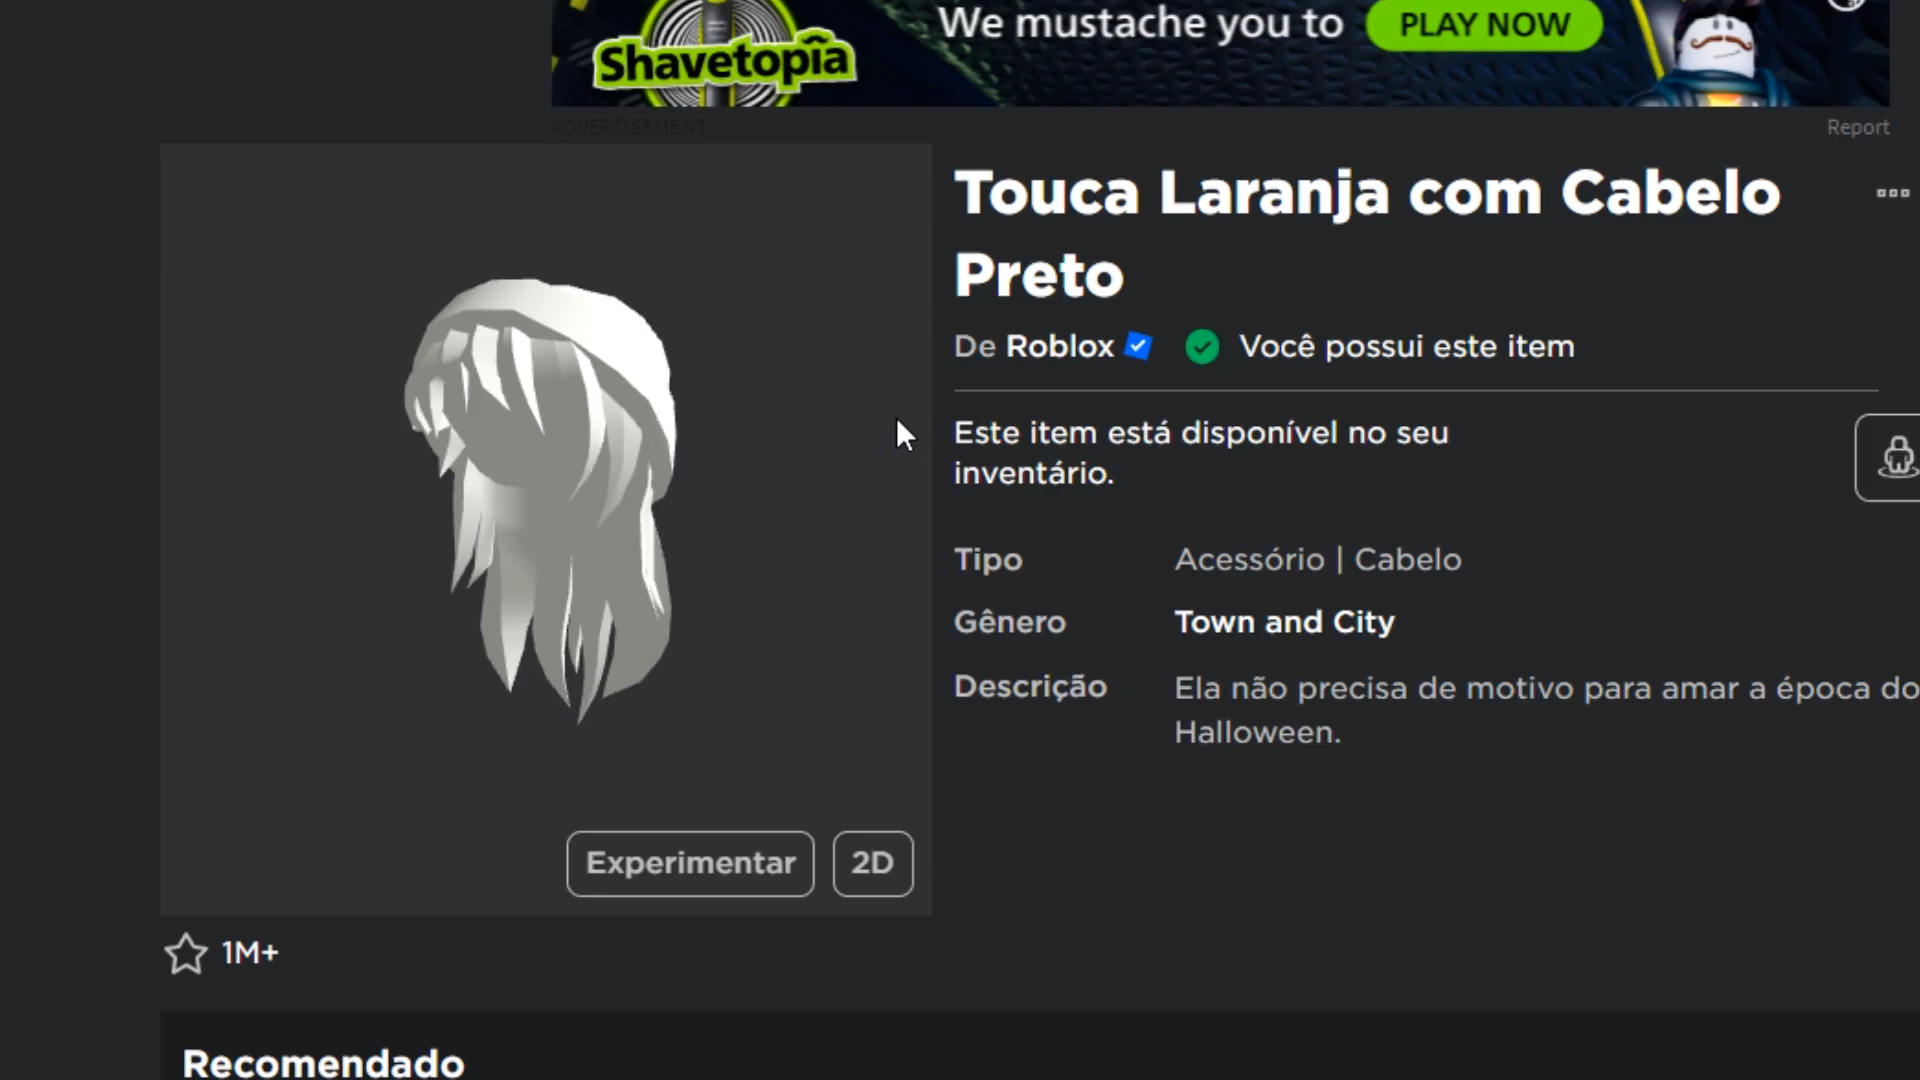 Shavetopia
We mustache you to
PLAY NOW
ADVERTISEMENT
Report
Touca Laranja com Cabelo
Preto
De Roblox
Você possui este item
Este item está disponível no seu
inventário.
Tipo
Acessório | Cabelo
Gênero
Town and City
Descrição
Ela não precisa de motivo para amar a época do
Halloween.
Experimentar
2D
1M+
Recomendado